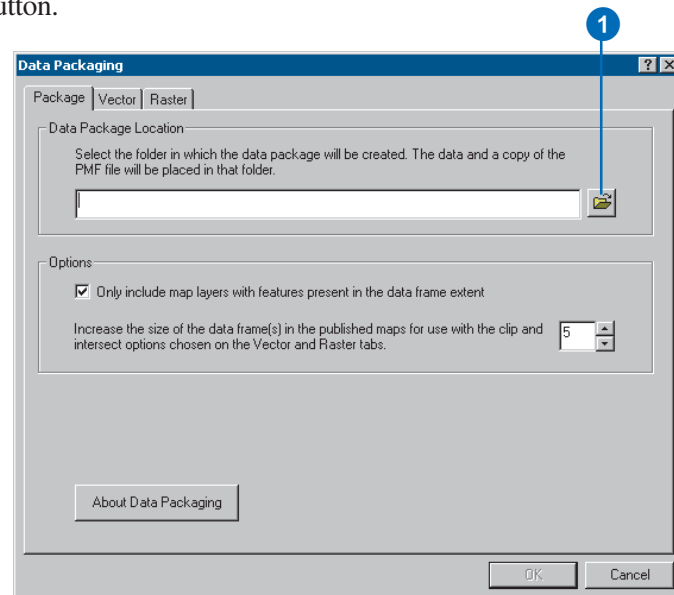 utton.
1
Data Packaging
Package Vector Raster
Data Package Location
Select the folder in which the data package will be created. The data and a copy of the
PMF file will be placed in that folder.
Options
Only include map layers with features present in the data frame extent
Increase the size of the data frame(s) in the published maps for use with the clip and
intersect options chosen on the Vector and Raster tabs.
5
About Data Packaging
OK Cancel